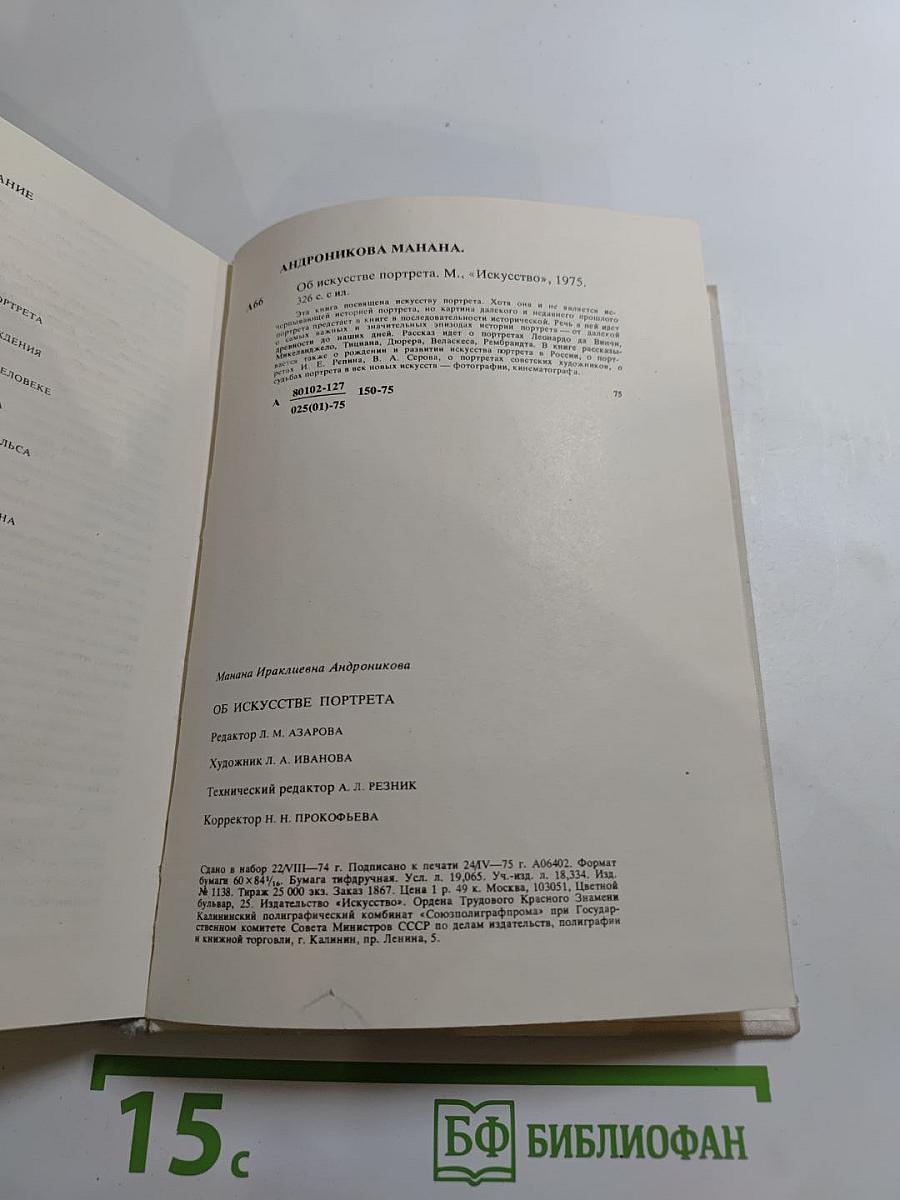 АНИЕ
ОРТРЕТА
ЖДЕНИЯ
ЕЛОВЕКЕ
А
ЛЬСА
НА
АНДРОНИКОВА МАНАНА.
А66
Об искусстве портрета. М., «Искусство», 1975.
326 с. с ил.
Эта книга посвящена искусству портрета. Хотя она и не является ис-
черпывающей историей портрета, но картина далекого и недавнего прошлого
портрета предстает в книге в последовательности исторической. Речь в ней идет
о самых важных и значительных эпизодах истории портрета — от далекой
древности до наших дней. Рассказ идет о портретах Леонардо да Винчи,
Микеланджело, Тициана, Дюрера, Веласкеса, Рембрандта. В книге рассказы-
вается также о рождении и развитии искусства портрета в России, о порт-
ретах И. Е. Репина, В. А. Серова, о портретах советских художников, о
судьбах портрета в век новых искусств — фотографии, кинематографа.
А 80102-127 150-75 75
025(01)-75
Манана Ираклиевна Андроникова
ОБ ИСКУССТВЕ ПОРТРЕТА
Редактор Л. М. АЗАРОВА
Художник Л. А. ИВАНОВА
Технический редактор А. Л. РЕЗНИК
Корректор Н. Н. ПРОКОФЬЕВА
Сдано в набор 22/VIII—74 г. Подписано к печати 24/IV—75 г. А06402. Формат
бумаги 60×84¹/₁₆. Бумага тифдручная. Усл. л. 19,065. Уч.-изд. л. 18,334. Изд.
№ 1138. Тираж 25 000 экз. Заказ 1867. Цена 1 р. 49 к. Москва, 103051, Цветной
бульвар, 25. Издательство «Искусство». Ордена Трудового Красного Знамени
Калининский полиграфический комбинат «Союзполиграфпрома» при Государ-
ственном комитете Совета Министров СССР по делам издательств, полиграфии
и книжной торговли, г. Калинин, пр. Ленина, 5.
15 с
БФ БИБЛИОФАН